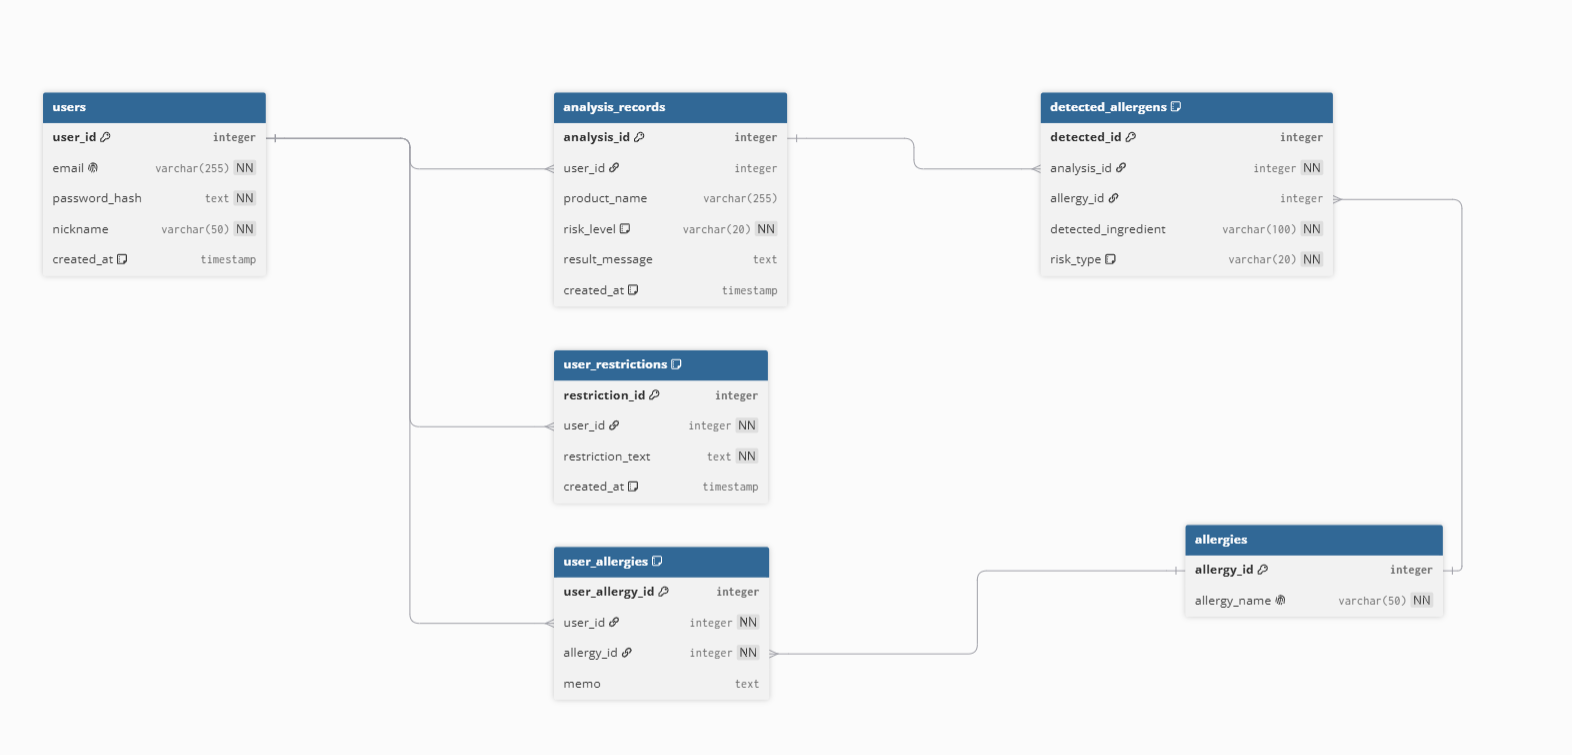 users
user_id integer
email varchar(255) NN
password_hash text NN
nickname varchar(50) NN
created_at timestamp
analysis_records
analysis_id integer
user_id integer
product_name varchar(255)
risk_level varchar(20) NN
result_message text
created_at timestamp
detected_allergens
detected_id integer
analysis_id integer NN
allergy_id integer
detected_ingredient varchar(100) NN
risk_type varchar(20) NN
user_restrictions
restriction_id integer
user_id integer NN
restriction_text text NN
created_at timestamp
user_allergies
user_allergy_id integer
user_id integer NN
allergy_id integer NN
memo text
allergies
allergy_id integer
allergy_name varchar(50) NN